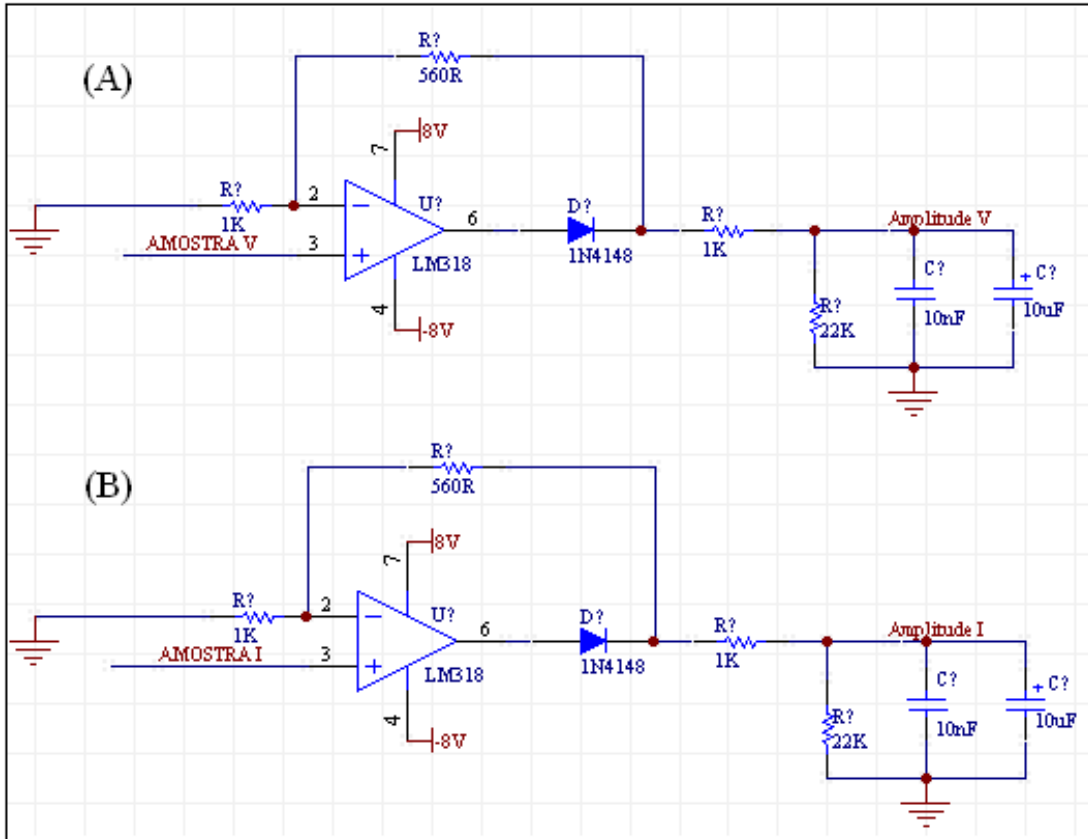 (A)
R?
560R
8V
7
R?
1K
2
U?
6
D?
R?
1K
Amplitude V
AMOSTRA V
3
LM318
1N4148
4
-8V
R?
22K
C?
10nF
+ C?
10uF
(B)
R?
560R
8V
7
R?
1K
2
U?
6
D?
R?
1K
Amplitude I
AMOSTRA I
3
LM318
1N4148
4
-8V
R?
22K
C?
10nF
+ C?
10uF